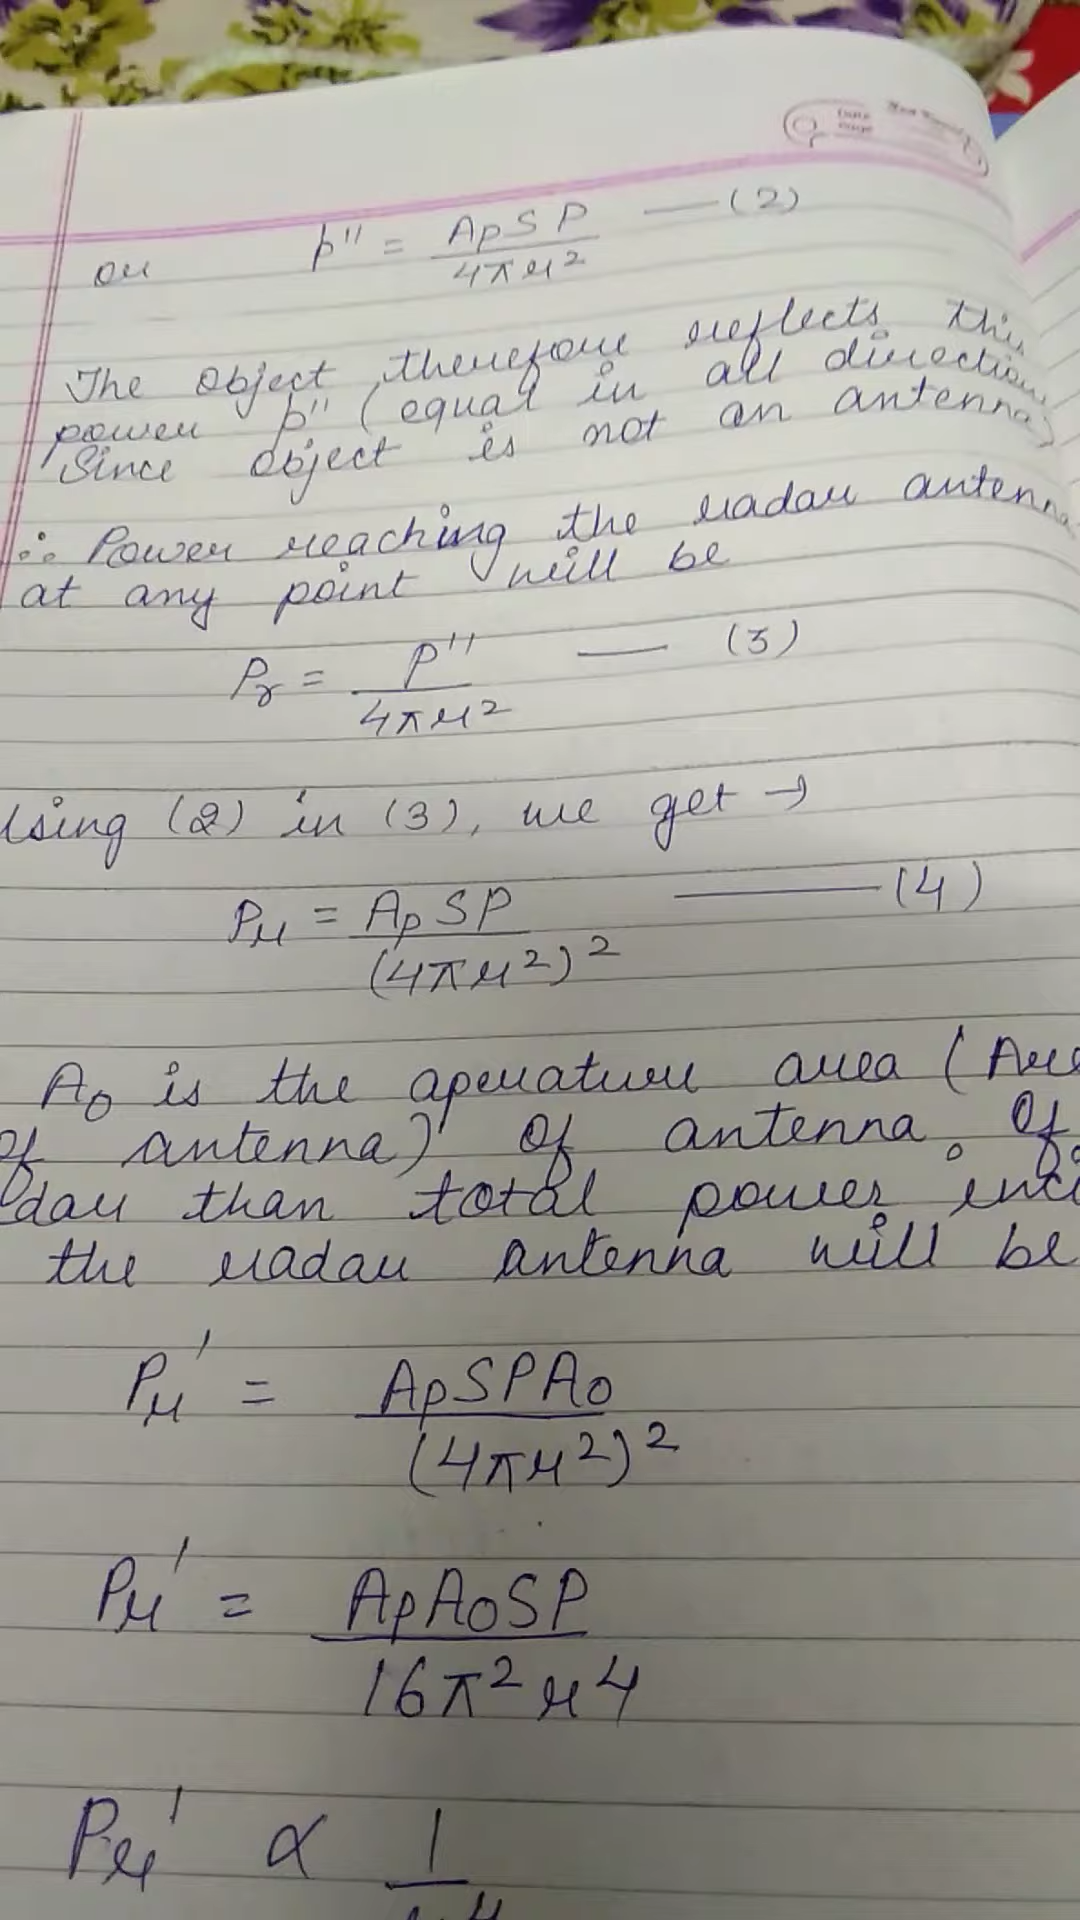 or p'' = ApSP / 4πr² — (2)
The object, therefore reflects this
power p'' (equal in all directions
Since object is not an antenna)
∴ Power reaching the radar antenna
at any point will be
Pr = P'' / 4πr² — (3)
Using (2) in (3), we get →
Pr = ApSP / (4πr²)² — (4)
A0 is the aperature area (Are
of antenna) of antenna of
dar than total power inci
the radar antenna will be
Pr' = ApSPA0 / (4πr²)²
Pr' = ApA0SP / 16π²r4
Pr' ∝ 1